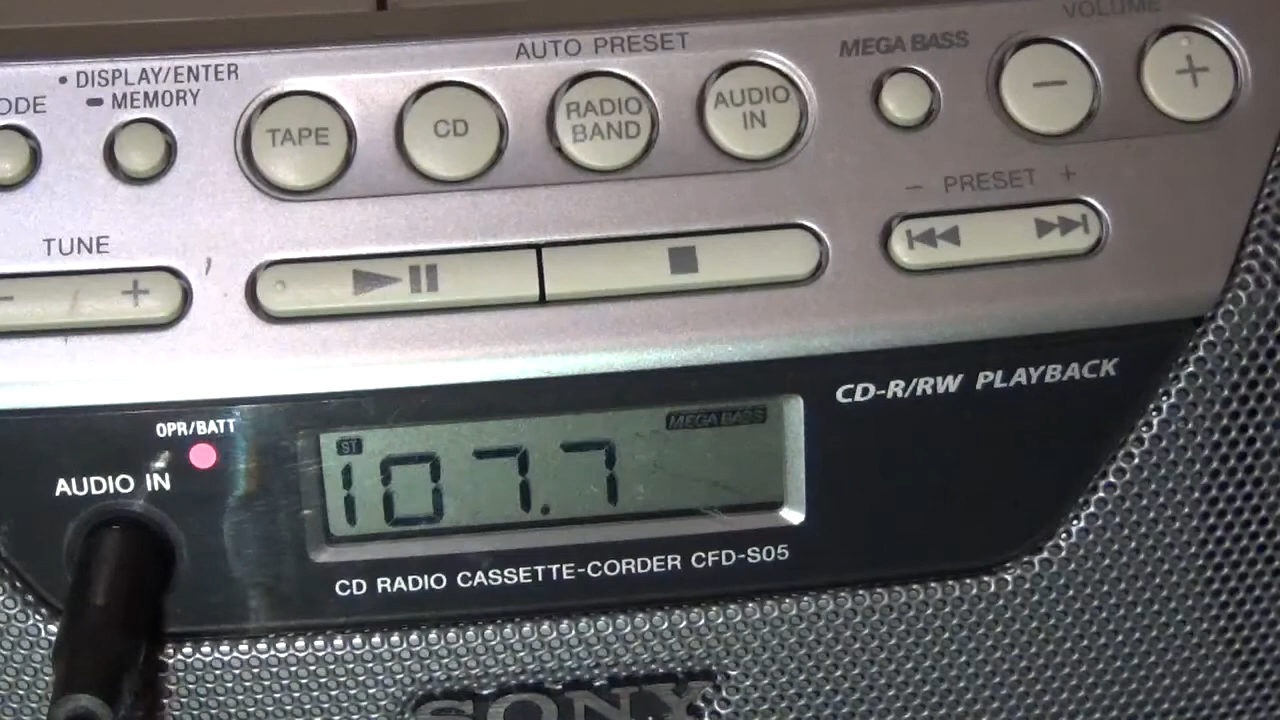 VOLUME
AUTO PRESET
MEGA BASS
• DISPLAY/ENTER
▬ MEMORY
TAPE
CD
RADIO
BAND
AUDIO
IN
−
+
− PRESET +
TUNE
− +
CD-R/RW PLAYBACK
OPR/BATT
AUDIO IN
ST
MEGA BASS
107.7
CD RADIO CASSETTE-CORDER CFD-S05
SONY